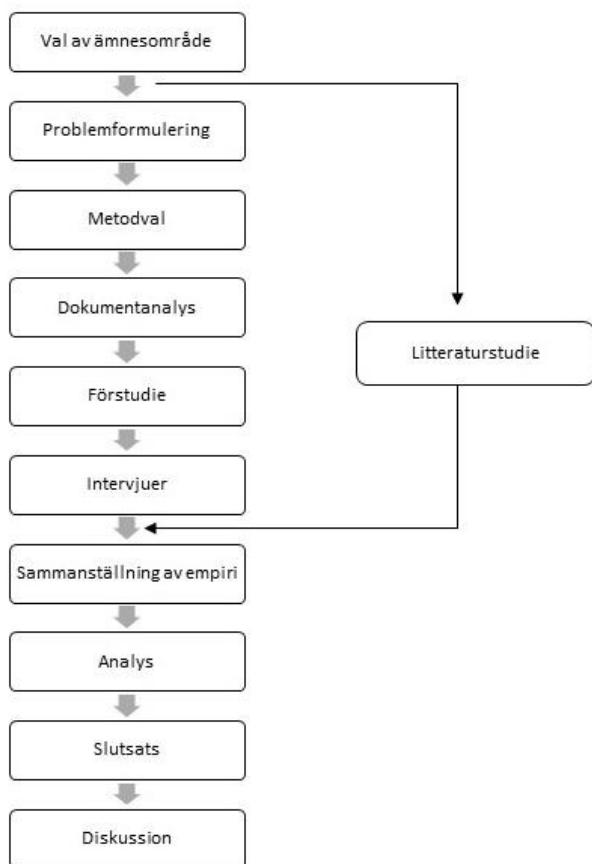 Val av ämnesområde
Problemformulering
Metodval
Dokumentanalys
Litteraturstudie
Förstudie
Intervjuer
Sammanställning av empiri
Analys
Slutsats
Diskussion